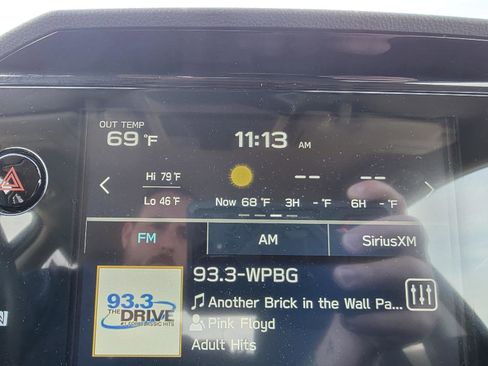 OUT TEMP
69 °F
11:13 AM
Hi 79 °F
Lo 46 °F
Now 68 °F
3H - °F
6H - °F
FM
AM
SiriusXM
93.3-WPBG
Another Brick in the Wall Pa...
Pink Floyd
Adult Hits
93.3
THE DRIVE